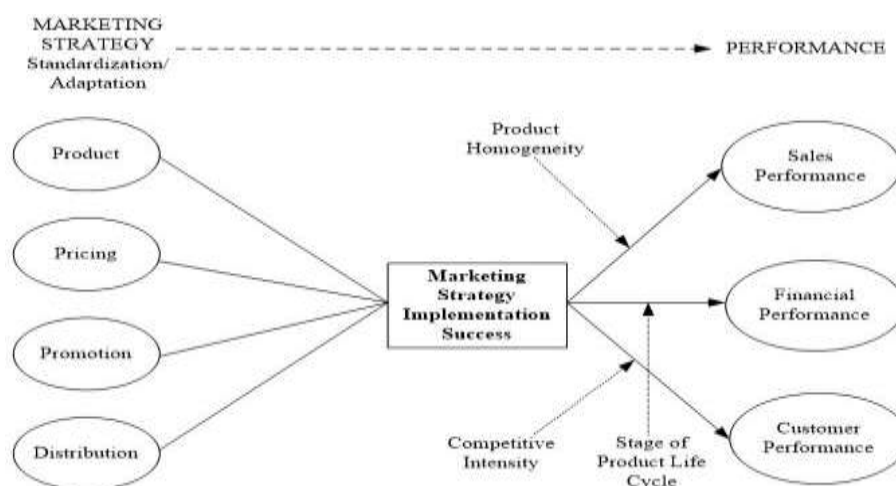 MARKETING
STRATEGY
Standardization/
Adaptation
PERFORMANCE
Product
Pricing
Promotion
Distribution
Marketing
Strategy
Implementation
Success
Product
Homogeneity
Competitive
Intensity
Stage of
Product Life
Cycle
Sales
Performance
Financial
Performance
Customer
Performance